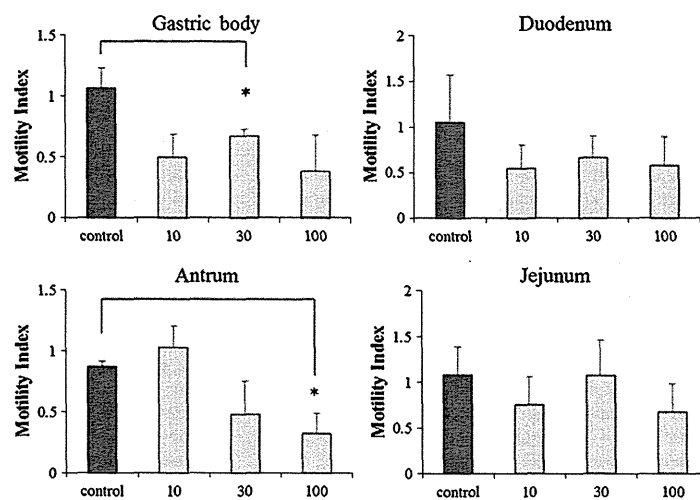 Gastric body
Motility Index
1.5
1
0.5
0
*
control 10 30 100
Duodenum
Motility Index
2
1.5
1
0.5
0
control 10 30 100
Antrum
Motility Index
1.5
1
0.5
0
*
control 10 30 100
Jejunum
Motility Index
2
1.5
1
0.5
0
control 10 30 100